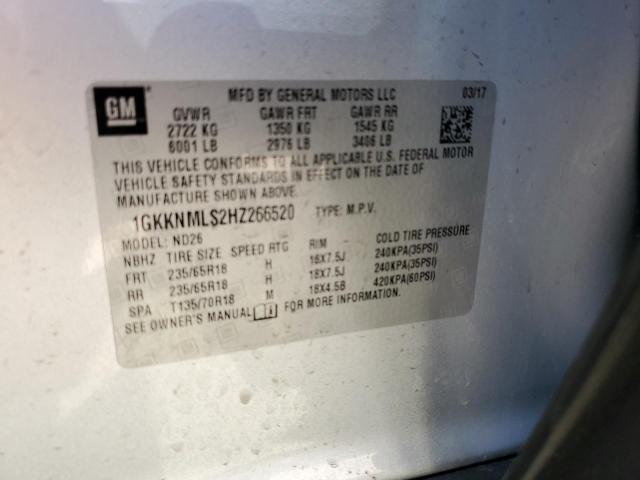 GM
MFD BY GENERAL MOTORS LLC 03/17
GVWR GAWR FRT GAWR RR
2722 KG 1350 KG 1545 KG
6001 LB 2976 LB 3406 LB
THIS VEHICLE CONFORMS TO ALL APPLICABLE U.S. FEDERAL MOTOR
VEHICLE SAFETY STANDARDS IN EFFECT ON THE DATE OF
MANUFACTURE SHOWN ABOVE.
1GKKNMLS2HZ266520 TYPE: M.P.V.
MODEL: ND26
NBHZ TIRE SIZE SPEED RTG RIM COLD TIRE PRESSURE
FRT 235/65R18 H 18X7.5J 240KPA(35PSI)
RR 235/65R18 H 18X7.5J 240KPA(35PSI)
SPA T135/70R18 M 18X4.5B 420KPA(60PSI)
SEE OWNER'S MANUAL FOR MORE INFORMATION.